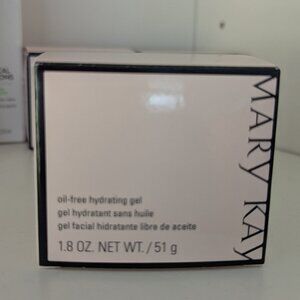 MARY KAY
oil-free hydrating gel
gel hydratant sans huile
gel facial hidratante libre de aceite
1.8 OZ. NET WT. / 51 g